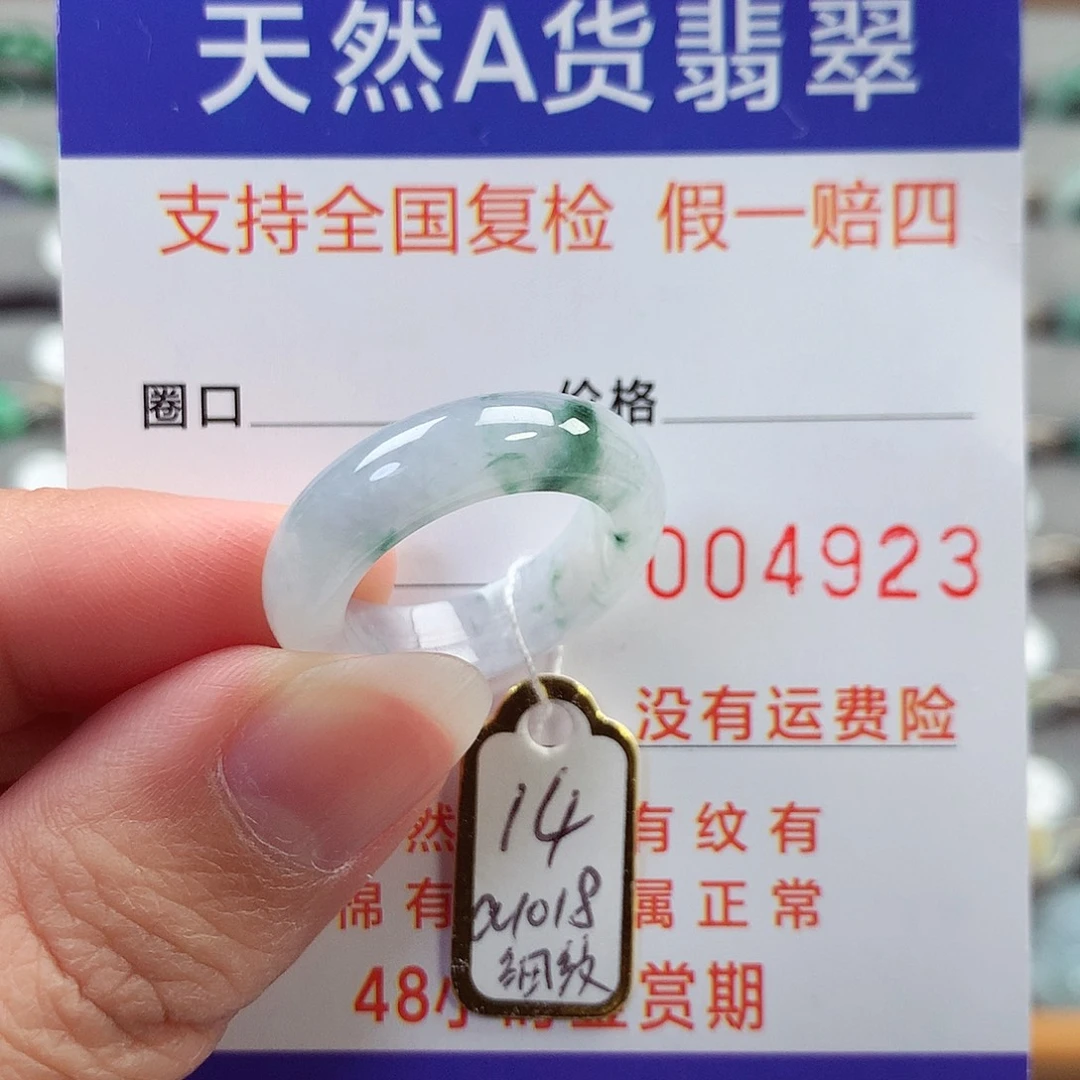 天然A货翡翠
支持全国复检 假一赔四
圈口 价格
004923
没有运费险
然 有纹有
棉有 属正常
48小 赏期
14
a1018
细纹